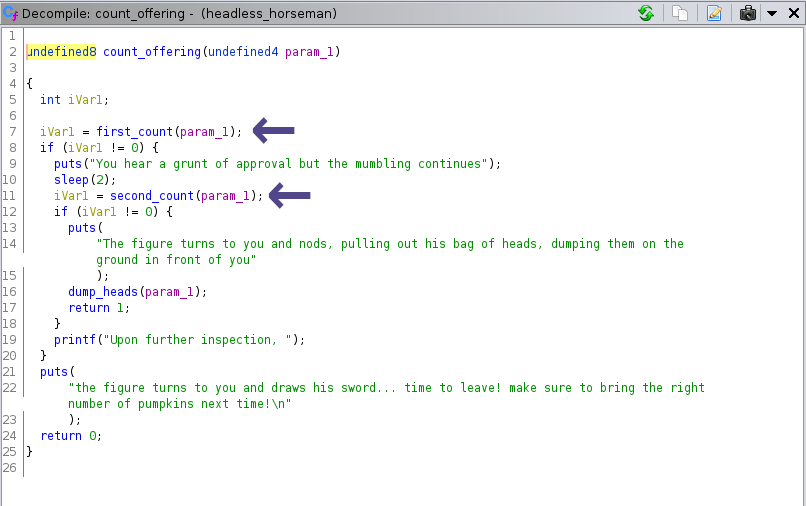 Decompile: count_offering - (headless_horseman)
1
2 undefined8 count_offering(undefined4 param_1)
3
4 {
5 int iVar1;
6
7 iVar1 = first_count(param_1);
8 if (iVar1 != 0) {
9 puts("You hear a grunt of approval but the mumbling continues");
10 sleep(2);
11 iVar1 = second_count(param_1);
12 if (iVar1 != 0) {
13 puts(
14 "The figure turns to you and nods, pulling out his bag of heads, dumping them on the
ground in front of you"
15 );
16 dump_heads(param_1);
17 return 1;
18 }
19 printf("Upon further inspection, ");
20 }
21 puts(
22 "the figure turns to you and draws his sword... time to leave! make sure to bring the right
number of pumpkins next time!\n"
23 );
24 return 0;
25 }
26